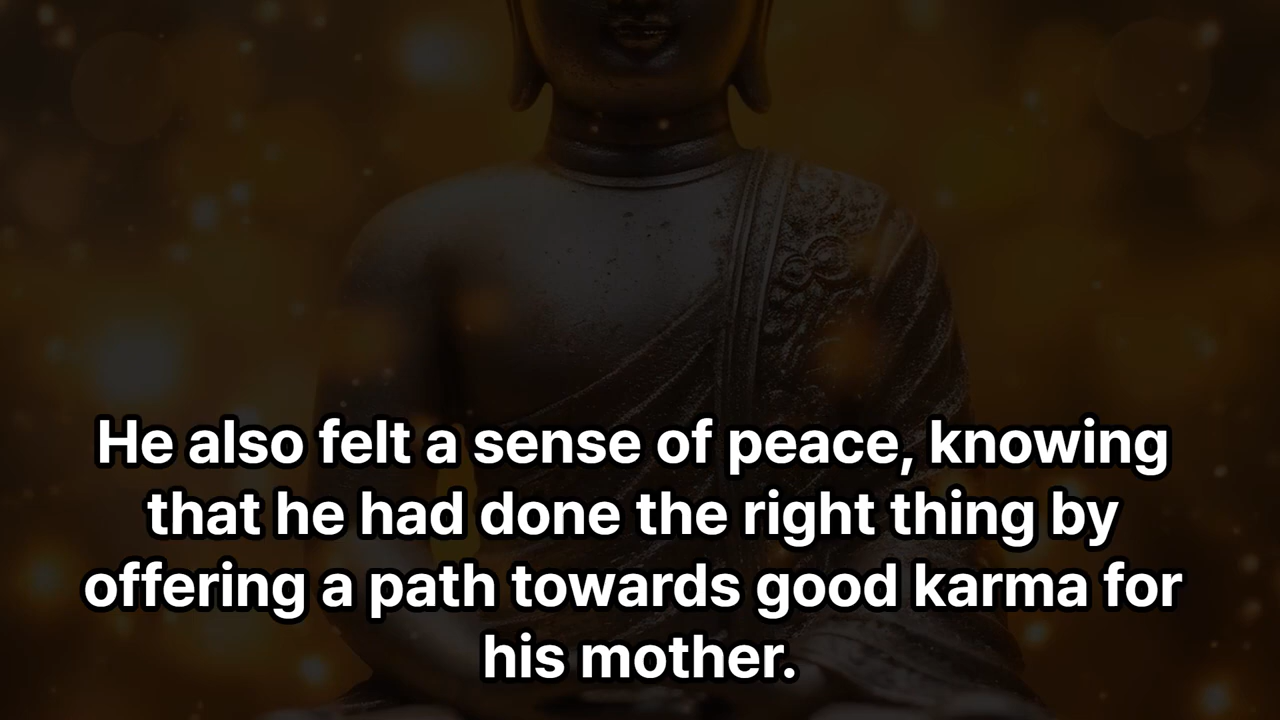 He also felt a sense of peace, knowing
that he had done the right thing by
offering a path towards good karma for
his mother.